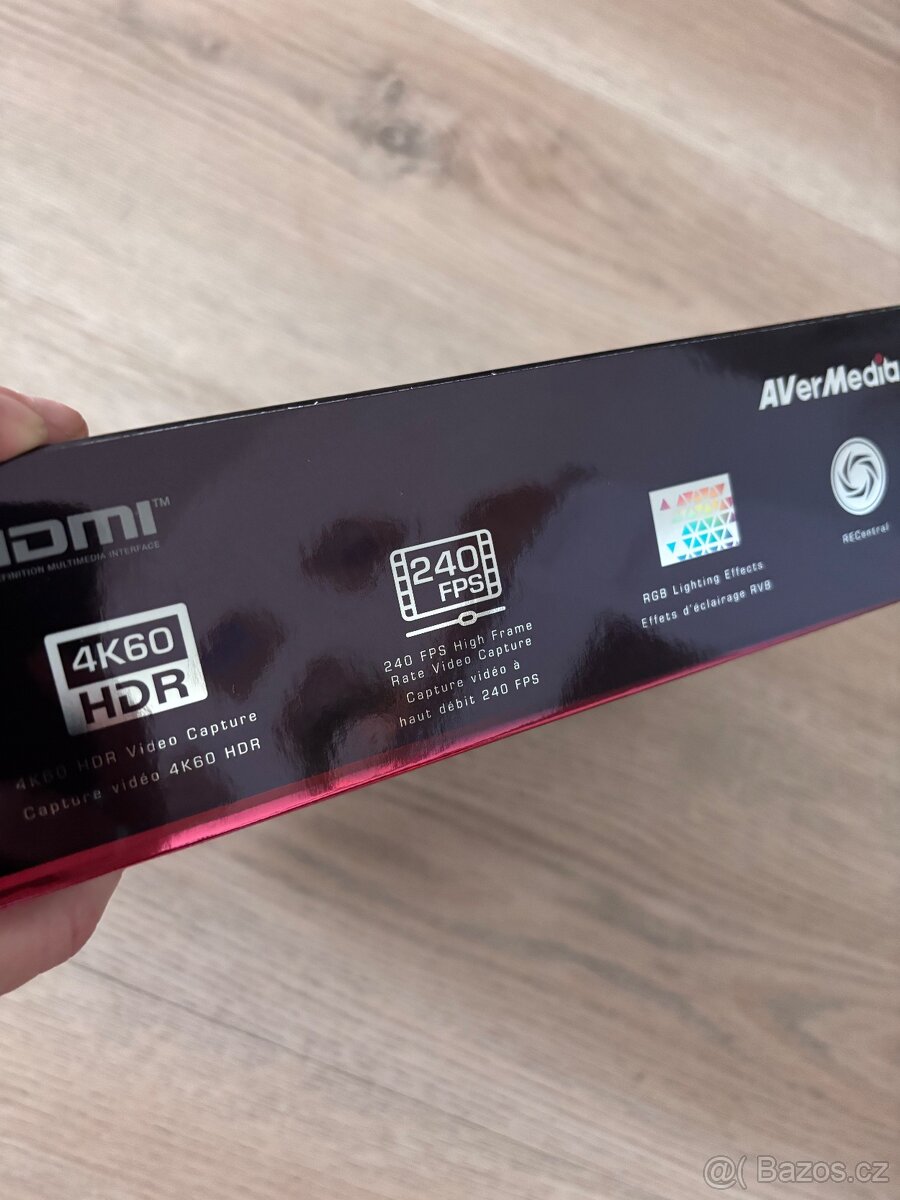 AVerMedia
HDMI™
DEFINITION MULTIMEDIA INTERFACE
4K60
HDR
4K60 HDR Video Capture
Capture vidéo 4K60 HDR
240
FPS
240 FPS High Frame
Rate Video Capture
Capture vidéo à
haut débit 240 FPS
RGB Lighting Effects
Effets d'éclairage RVB
RECentral
@( Bazos.cz